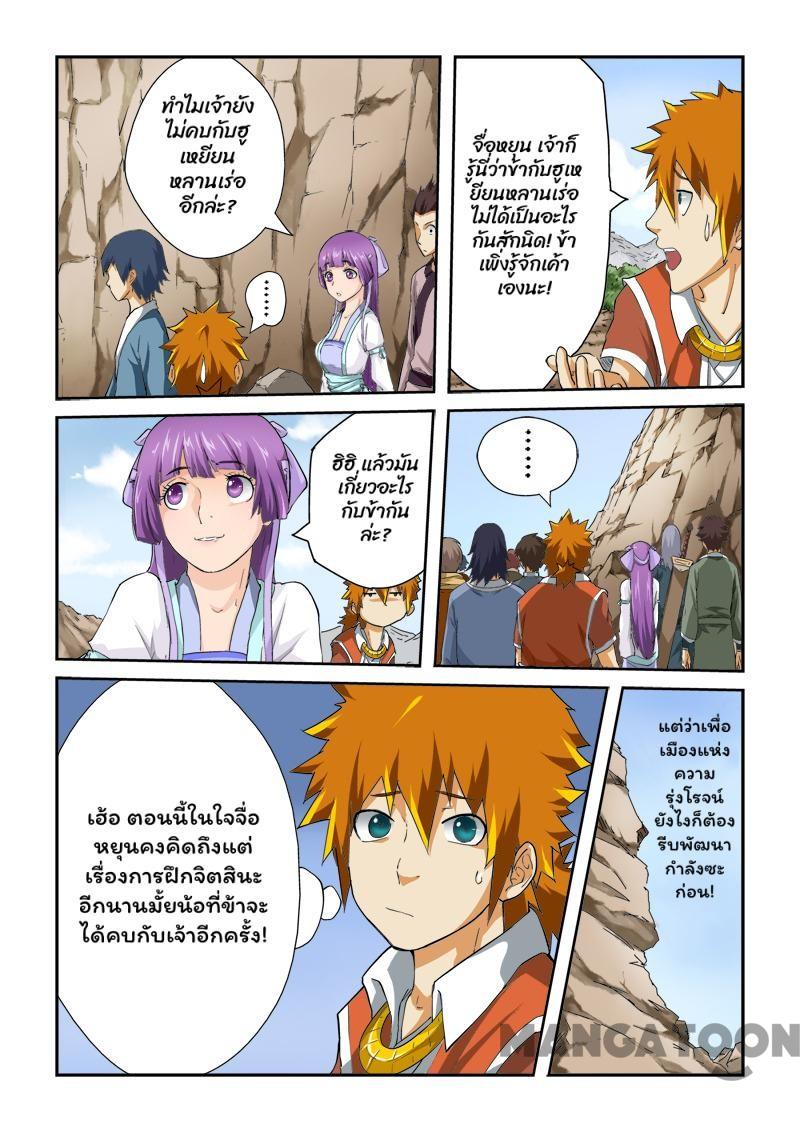 ทำไมเจ้ายัง
ไม่คบกับฮู
เหยียน
หลานเร่อ
อีกล่ะ?
......
จื่อหยุน เจ้าก็
รู้นี่ว่าข้ากับฮูเห
ยียนหลานเร่อ
ไม่ได้เป็นอะไร
กันสักนิด! ข้า
เพิ่งรู้จักเค้า
เองนะ!
ฮิฮิ แล้วมัน
เกี่ยวอะไร
กับข้ากัน
ล่ะ?
......
เฮ้อ ตอนนี้ในใจจื่อ
หยุนคงคิดถึงแต่
เรื่องการฝึกจิตสินะ
อีกนานมั้ยน้อที่ข้าจะ
ได้คบกับเจ้าอีกครั้ง!
แต่ว่าเพื่อ
เมืองแห่ง
ความ
รุ่งโรจน์
ยังไงก็ต้อง
รีบพัฒนา
กำลังซะ
ก่อน!
MANGATOON